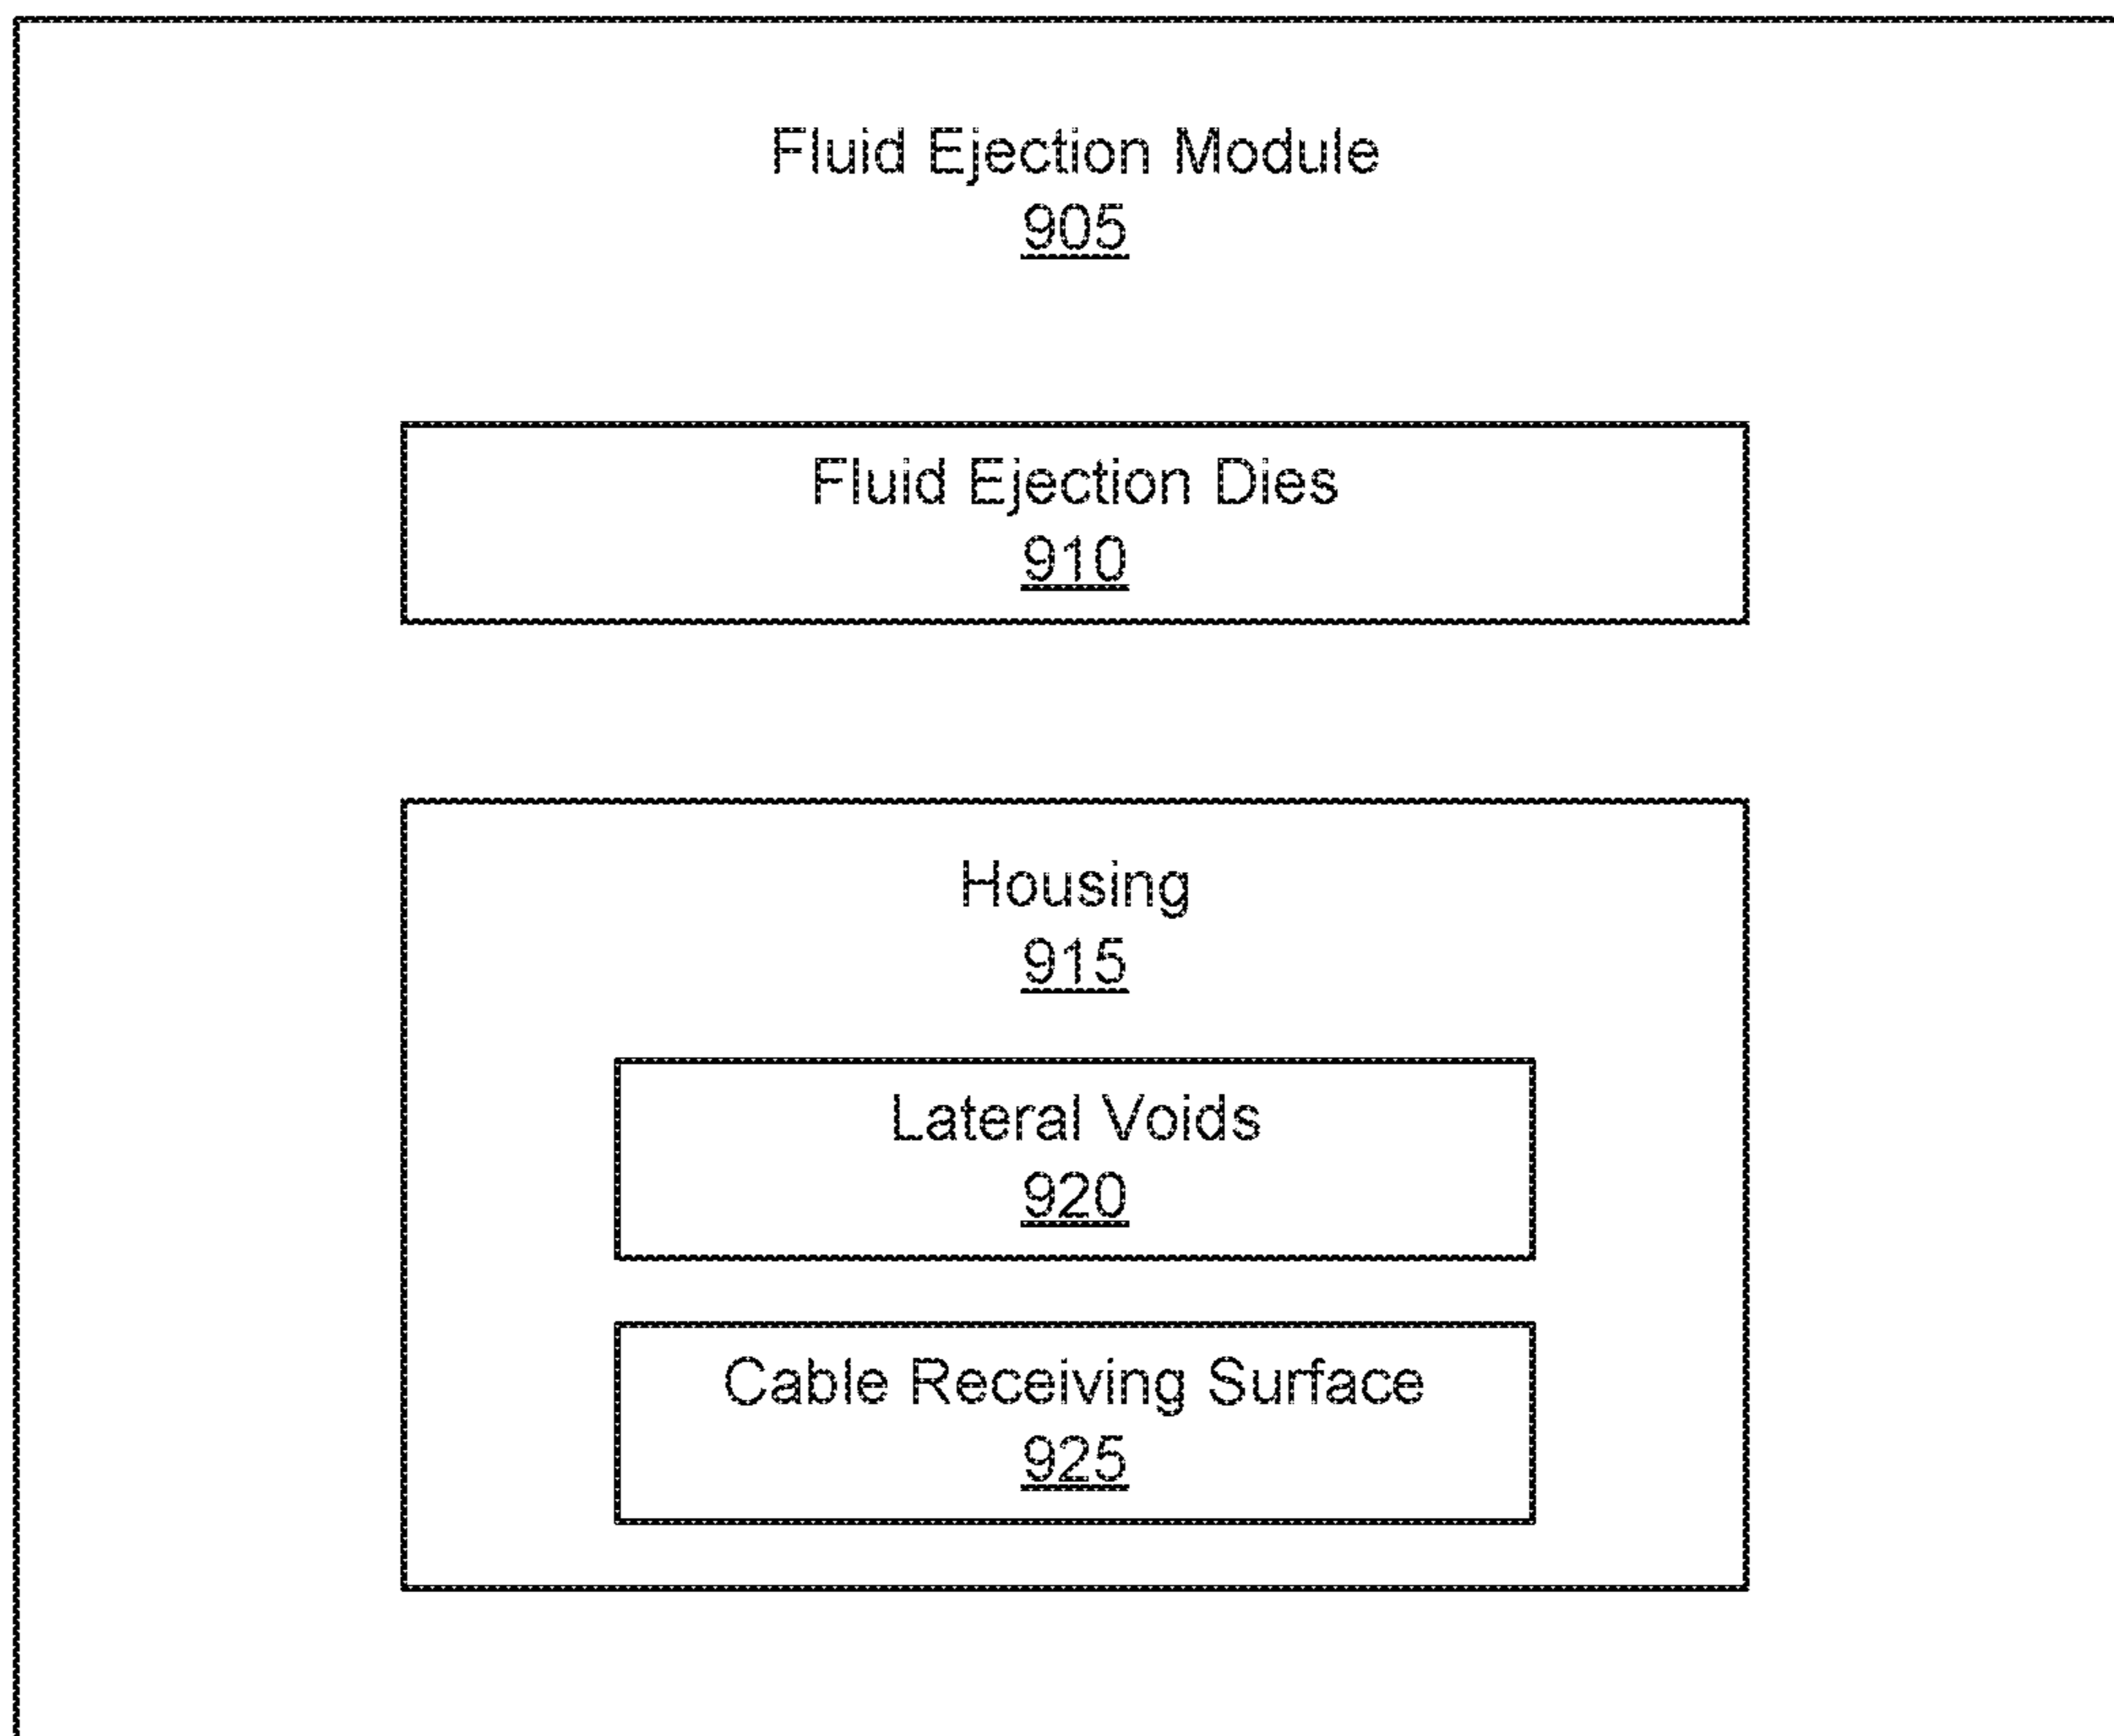 Fluid Ejection Module
905
Fluid Ejection Dies
910
Housing
915
Lateral Voids
920
Cable Receiving Surface
925